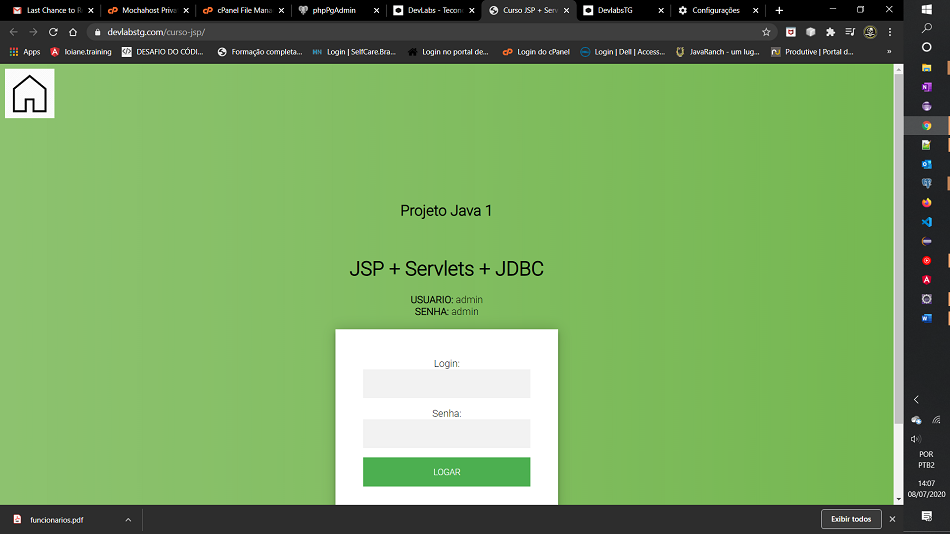 Last Chance to R
Mochahost Priva
cPanel File Mana
phpPgAdmin
DevLabs - Tecon
Curso JSP + Serv
DevlabsTG
Configurações
devlabstg.com/curso-jsp/
Apps
loiane.training
DESAFIO DO CÓDI...
Formação completa...
Login | SelfCare.Bra...
Login no portal de...
Login do cPanel
Login | Dell | Access...
JavaRanch - um lug...
Produtive | Portal d...
Projeto Java 1
JSP + Servlets + JDBC
USUARIO: admin
SENHA: admin
Login:
Senha:
LOGAR
POR
PTB2
14:07
08/07/2020
funcionarios.pdf
Exibir todos